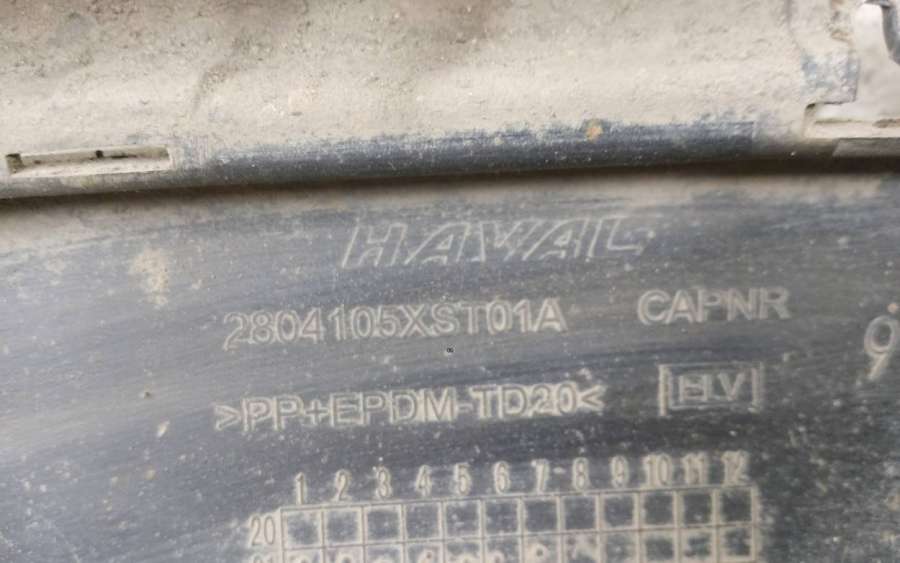 HAVAL
2804105XST01A CAPNR
9
>PP+EPDM-TD20< ELV
1 2 3 4 5 6 7 8 9 10 11 12
20